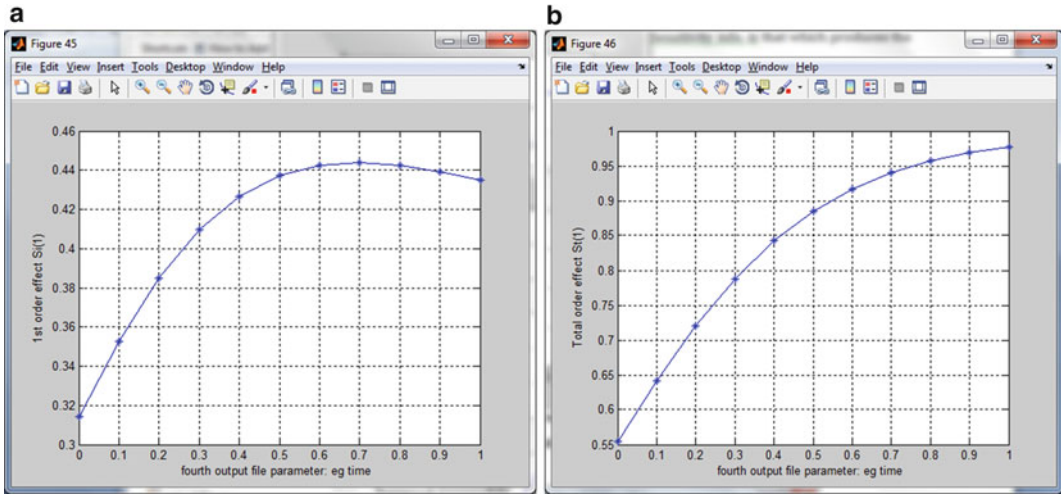 a
Figure 45
File Edit View Insert Tools Desktop Window Help
0.46
0.44
0.42
0.4
0.38
0.36
0.34
0.32
0.3
1st order effect Si(1)
0 0.1 0.2 0.3 0.4 0.5 0.6 0.7 0.8 0.9 1
fourth output file parameter: eg time
b
Figure 46
is that which produces the
File Edit View Insert Tools Desktop Window Help
1
0.95
0.9
0.85
0.8
0.75
0.7
0.65
0.6
0.55
Total order effect St(1)
0 0.1 0.2 0.3 0.4 0.5 0.6 0.7 0.8 0.9 1
fourth output file parameter: eg time